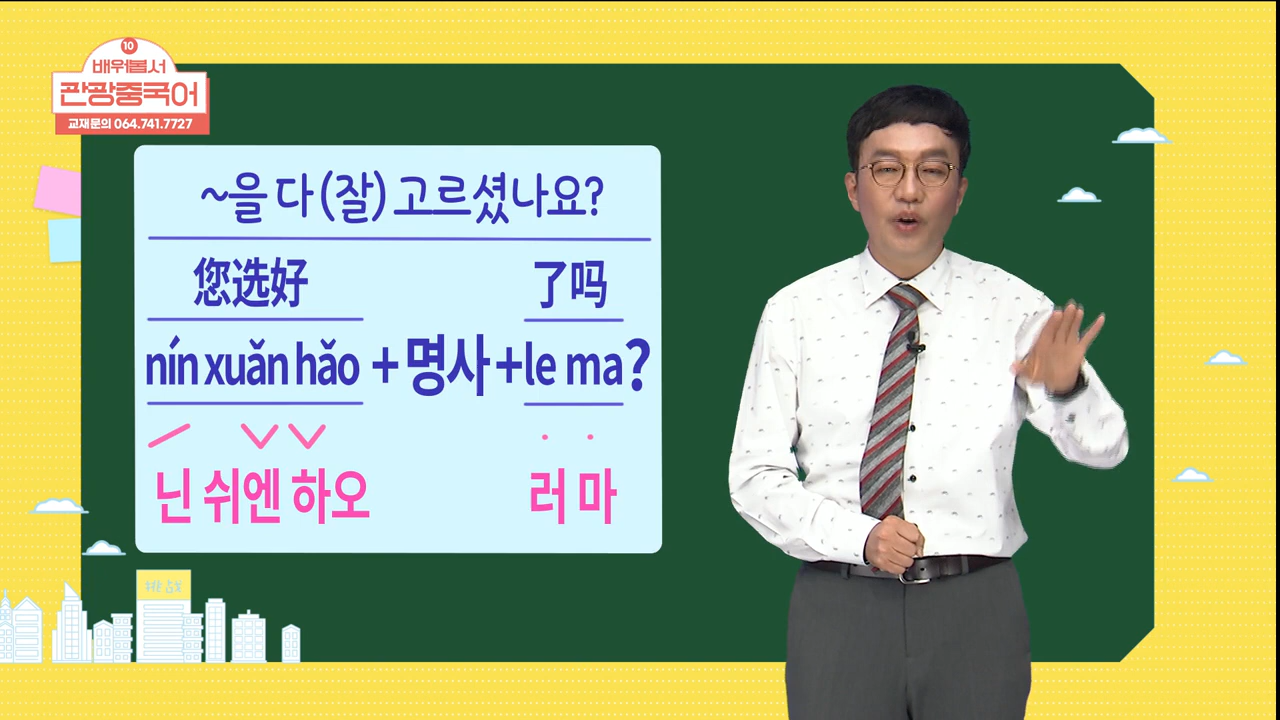 10
배워봅서
관광중국어
교재문의 064.741.7727
~을 다 (잘) 고르셨나요?
您选好 了吗
nín xuǎn hǎo + 명사 + le ma?
닌 쉬엔 하오 러 마
挑战